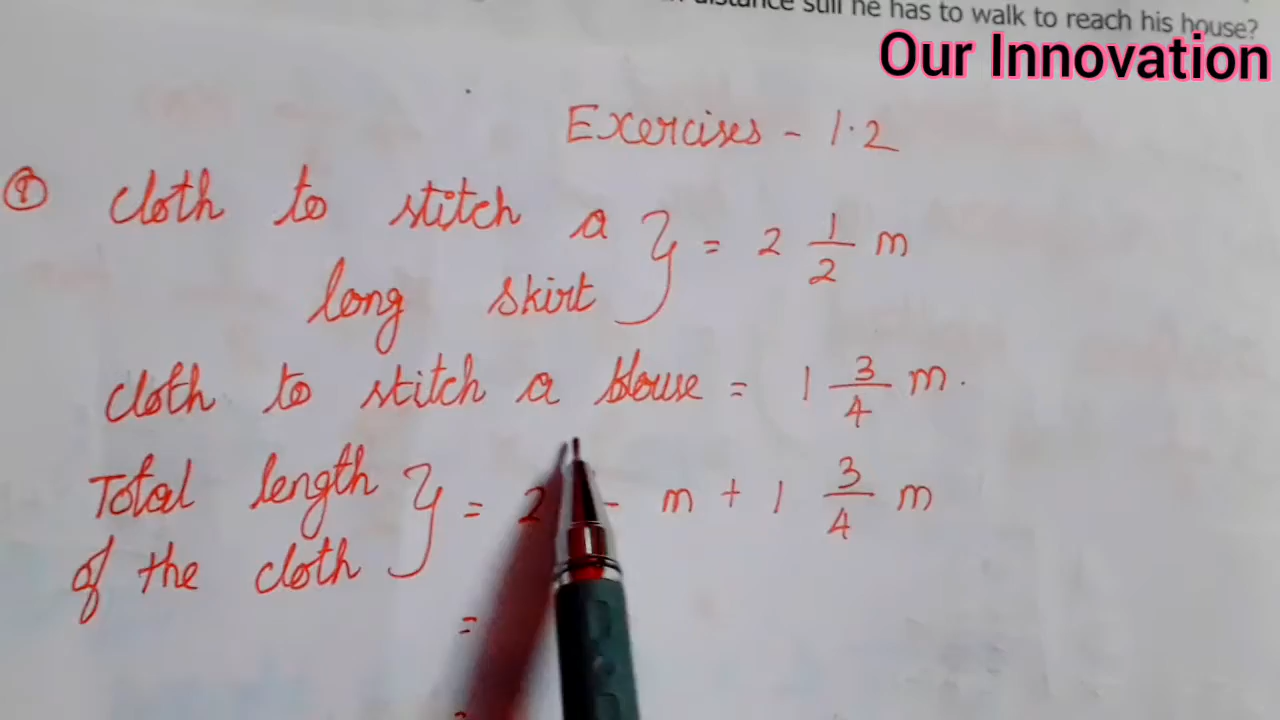 distance still he has to walk to reach his house?
Our Innovation
Exercises - 1.2
⑨ Cloth to stitch a
long skirt } = 2 1/2 m
Cloth to stitch a blouse = 1 3/4 m.
Total length
of the cloth } = 2 m + 1 3/4 m
=